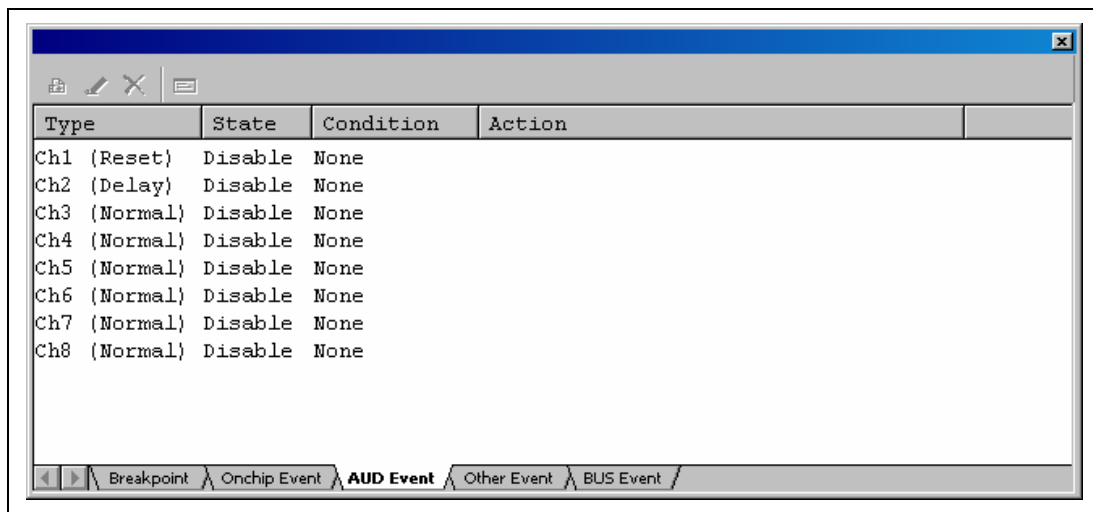 Type State Condition Action
Ch1 (Reset) Disable None
Ch2 (Delay) Disable None
Ch3 (Normal) Disable None
Ch4 (Normal) Disable None
Ch5 (Normal) Disable None
Ch6 (Normal) Disable None
Ch7 (Normal) Disable None
Ch8 (Normal) Disable None
Breakpoint Onchip Event AUD Event Other Event BUS Event